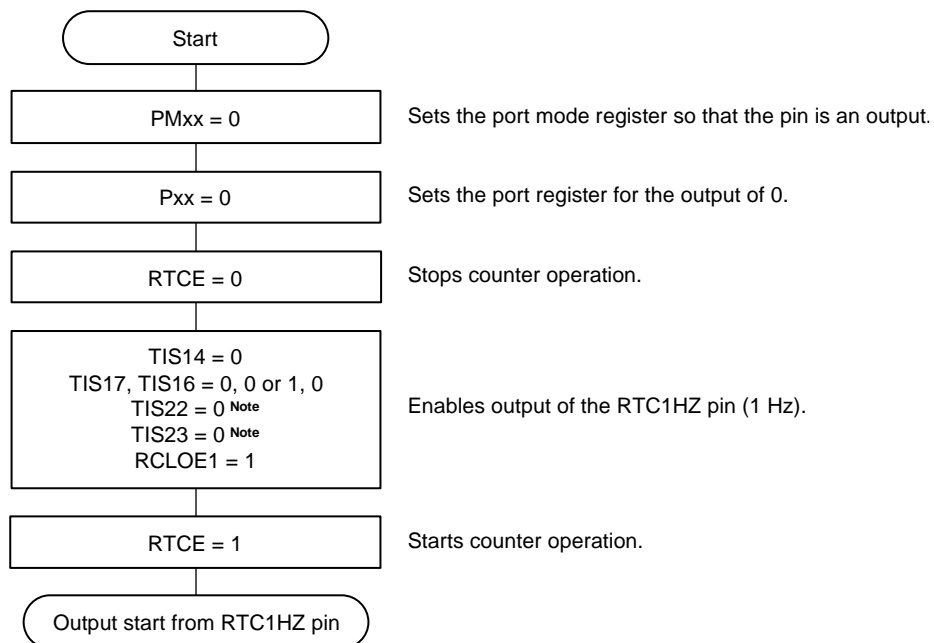 Start
PMxx = 0
Sets the port mode register so that the pin is an output.
Pxx = 0
Sets the port register for the output of 0.
RTCE = 0
Stops counter operation.
TIS14 = 0
TIS17, TIS16 = 0, 0 or 1, 0
TIS22 = 0 Note
TIS23 = 0 Note
RCLOE1 = 1
Enables output of the RTC1HZ pin (1 Hz).
RTCE = 1
Starts counter operation.
Output start from RTC1HZ pin